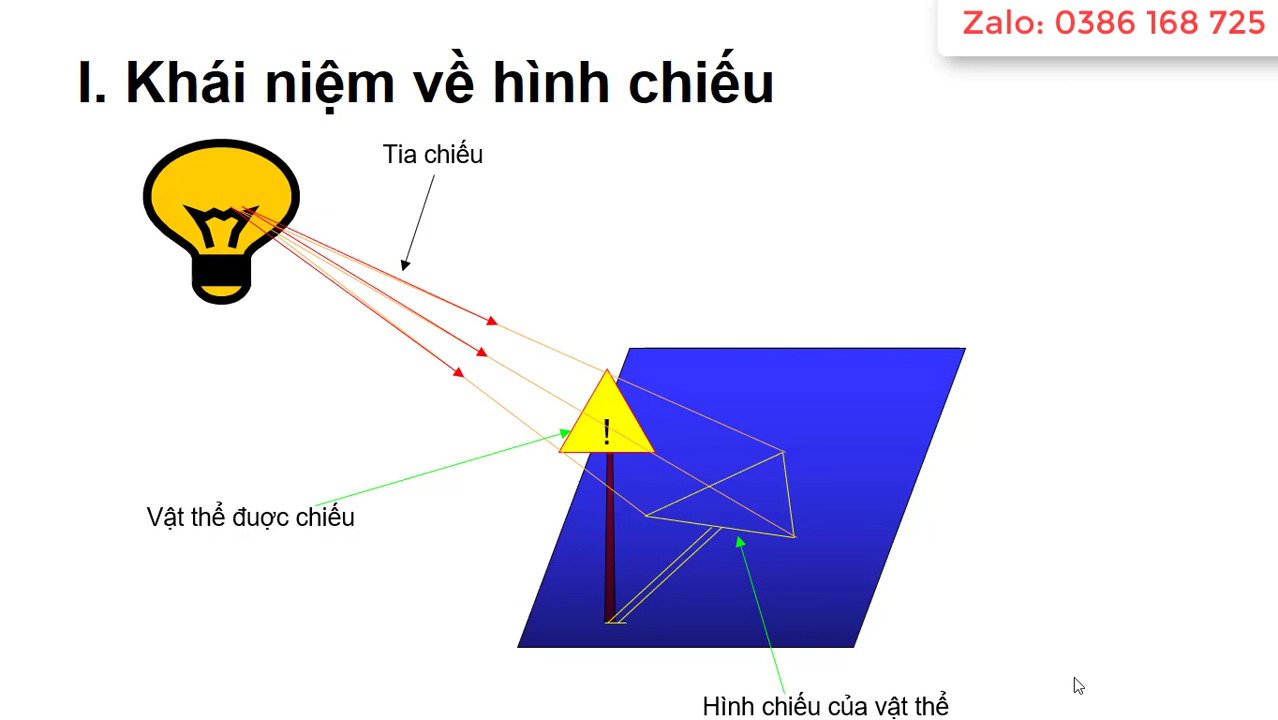 Zalo: 0386 168 725
I. Khái niệm về hình chiếu
Tia chiếu
!
Vật thể đuợc chiếu
Hình chiếu của vật thể